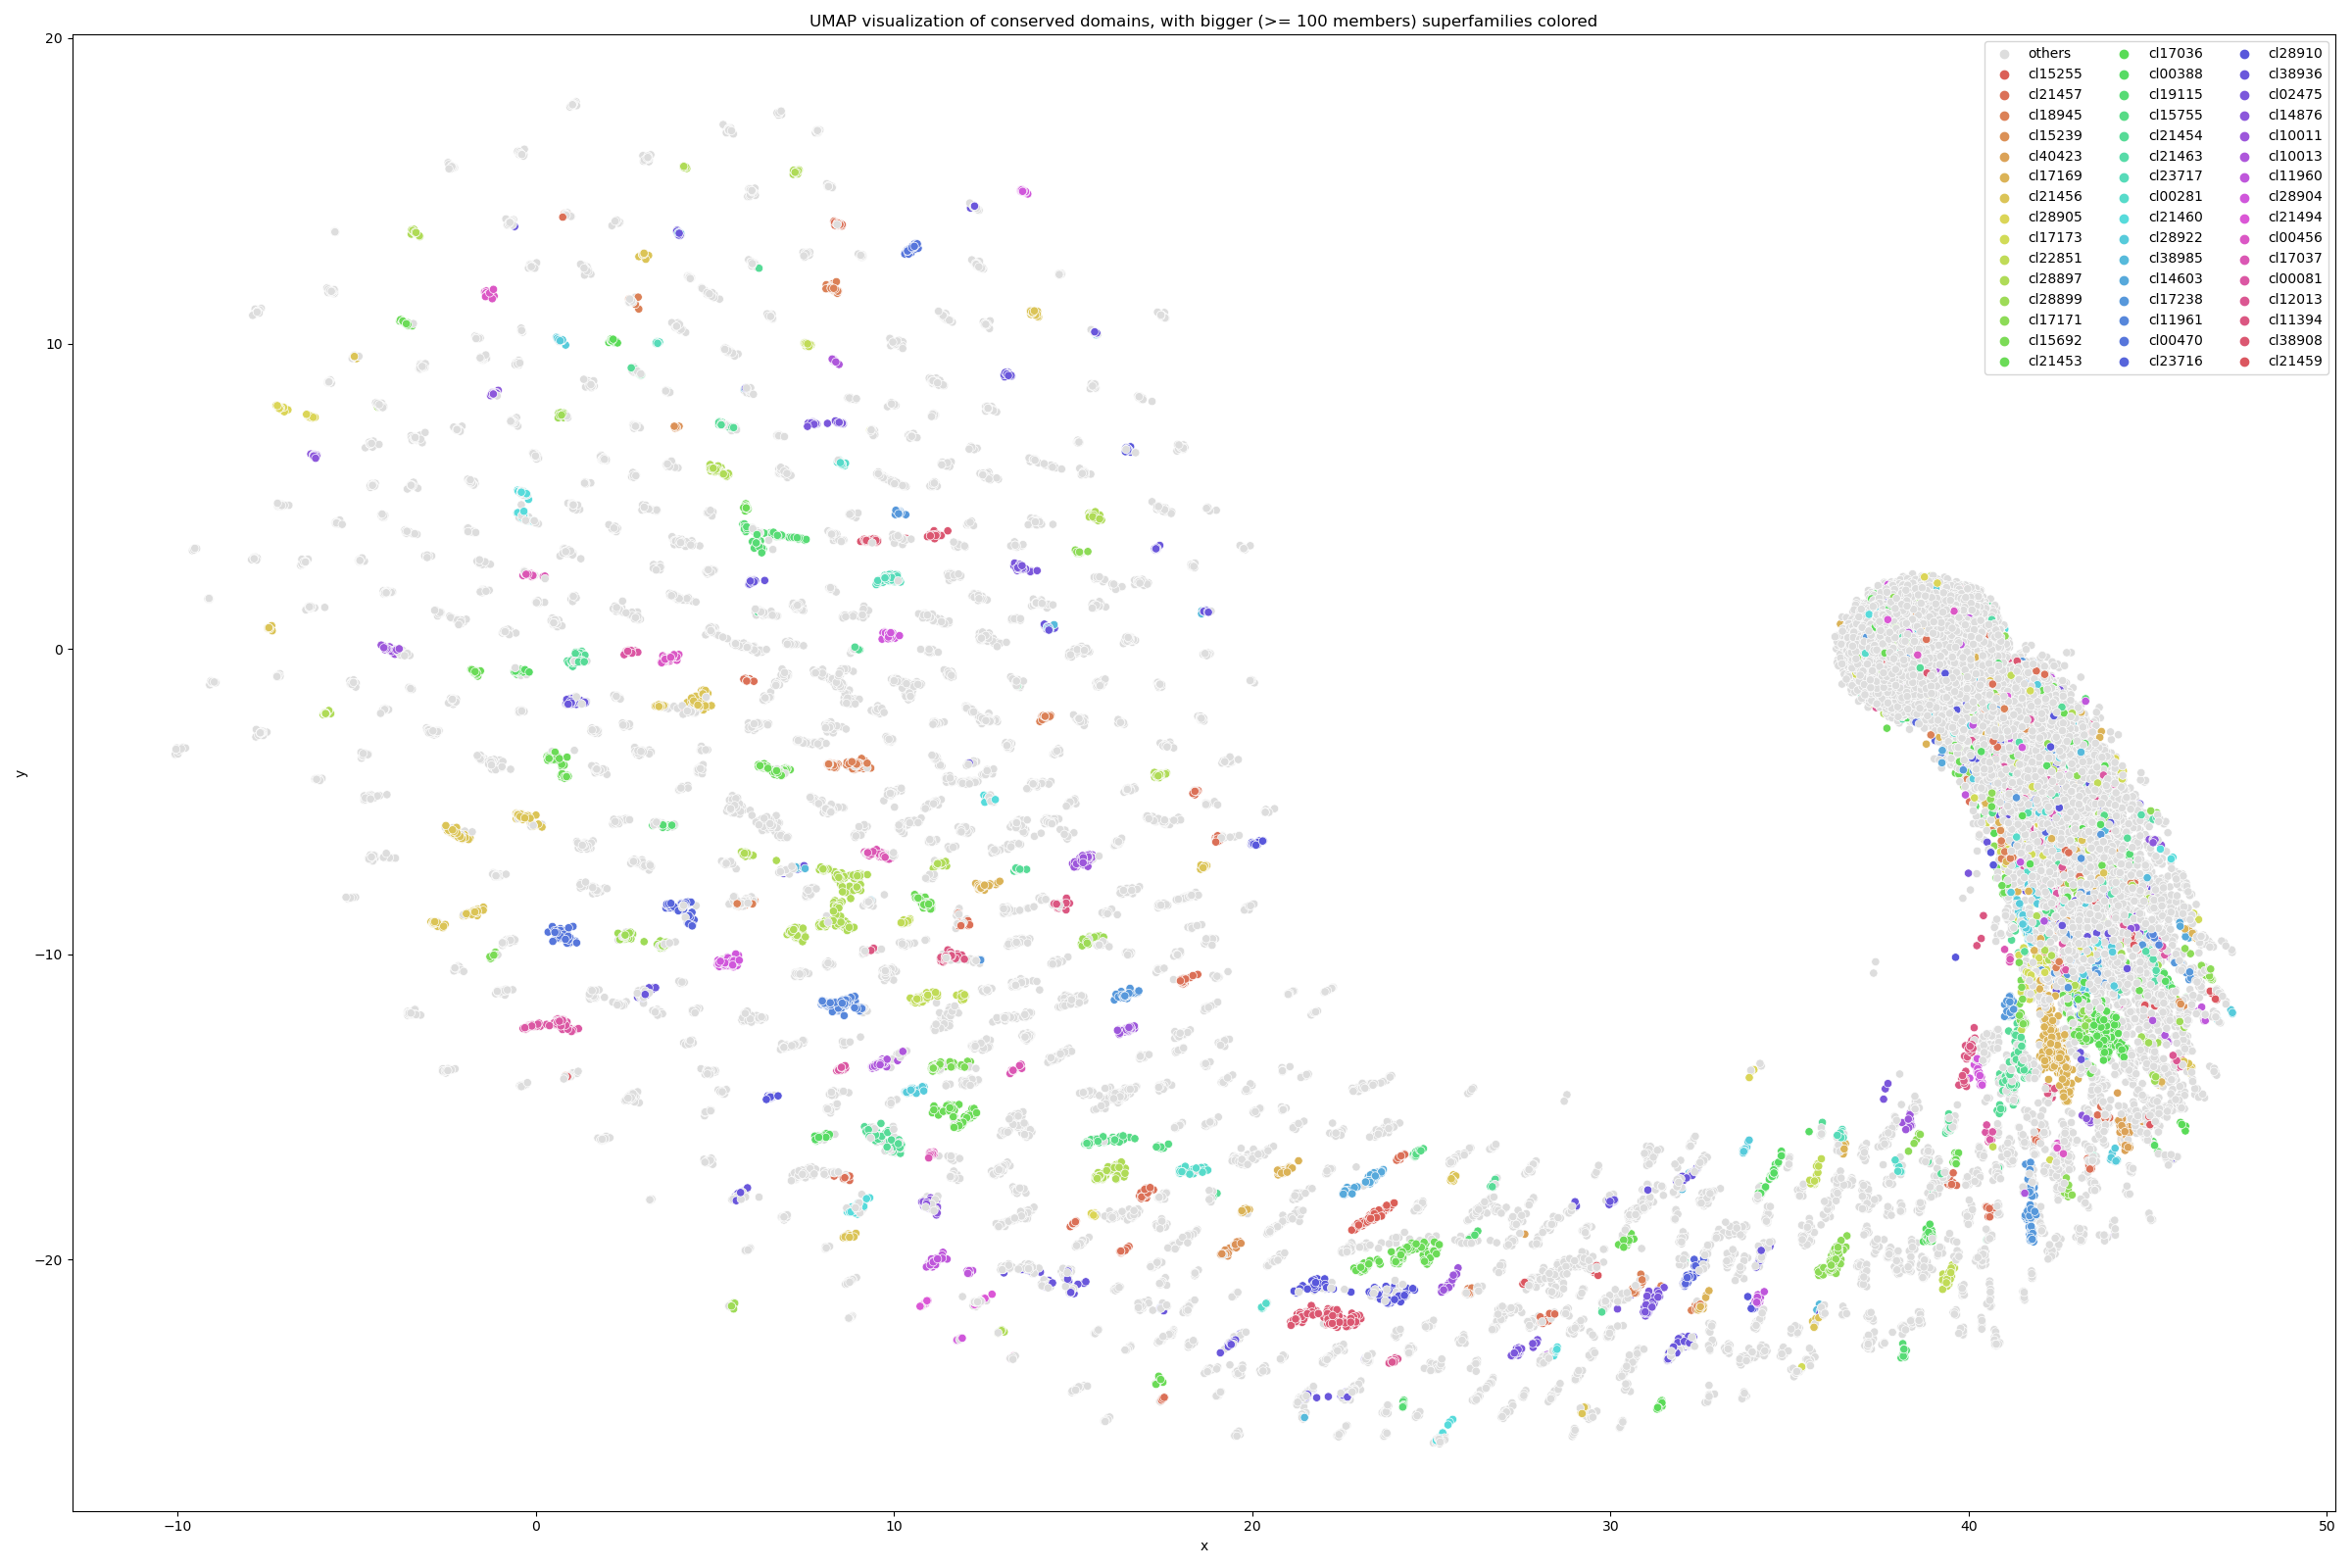 UMAP visualization of conserved domains, with bigger (>= 100 members) superfamilies colored
20
10
0
−10
−20
y
others
cl15255
cl21457
cl18945
cl15239
cl40423
cl17169
cl21456
cl28905
cl17173
cl22851
cl28897
cl28899
cl17171
cl15692
cl21453
cl17036
cl00388
cl19115
cl15755
cl21454
cl21463
cl23717
cl00281
cl21460
cl28922
cl38985
cl14603
cl17238
cl11961
cl00470
cl23716
cl28910
cl38936
cl02475
cl14876
cl10011
cl10013
cl11960
cl28904
cl21494
cl00456
cl17037
cl00081
cl12013
cl11394
cl38908
cl21459
−10 0 10 20 30 40 50
x